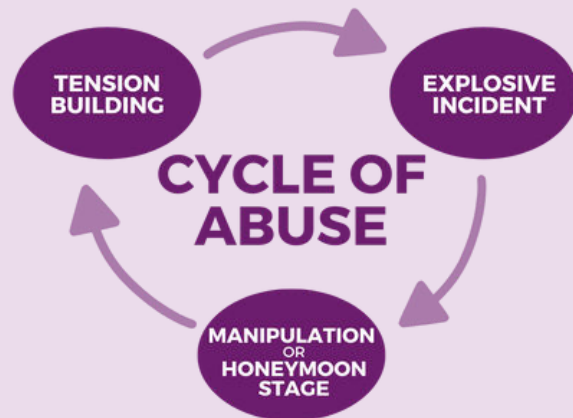 TENSION
BUILDING
EXPLOSIVE
INCIDENT
CYCLE OF
ABUSE
MANIPULATION
OR
HONEYMOON
STAGE